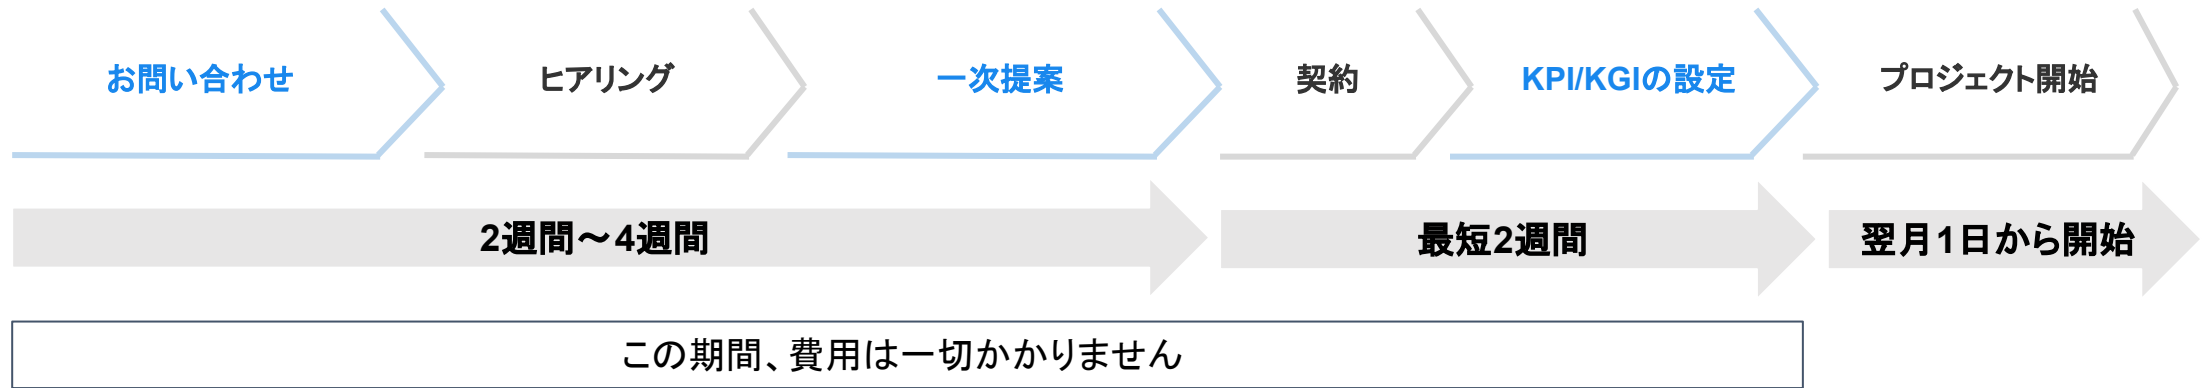 お問い合わせ
ヒアリング
一次提案
契約
KPI/KGIの設定
プロジェクト開始
2週間～4週間
最短2週間
翌月1日から開始
この期間、費用は一切かかりません